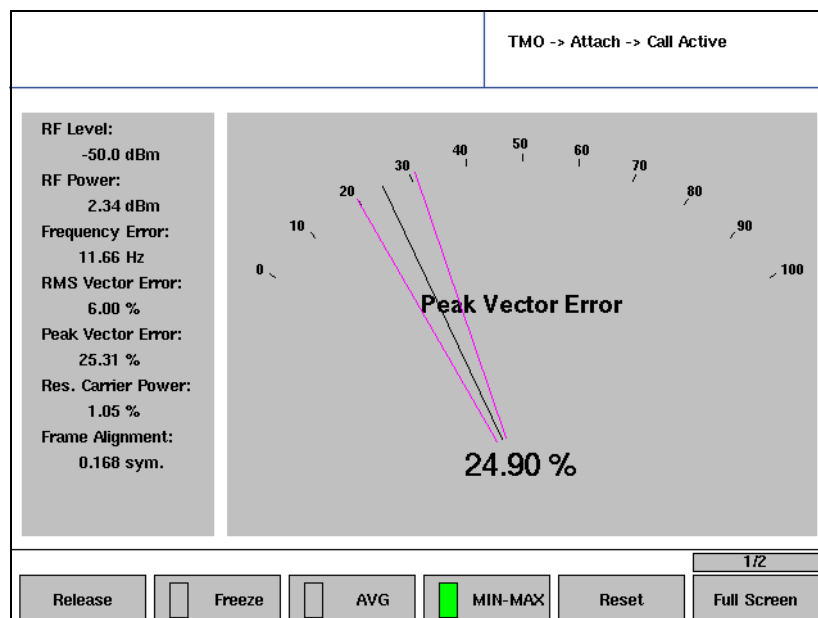 TMO -> Attach -> Call Active
RF Level:
-50.0 dBm
RF Power:
2.34 dBm
Frequency Error:
11.66 Hz
RMS Vector Error:
6.00 %
Peak Vector Error:
25.31 %
Res. Carrier Power:
1.05 %
Frame Alignment:
0.168 sym.
0
10
20
30
40
50
60
70
80
90
100
Peak Vector Error
24.90 %
1/2
Release
Freeze
AVG
MIN-MAX
Reset
Full Screen